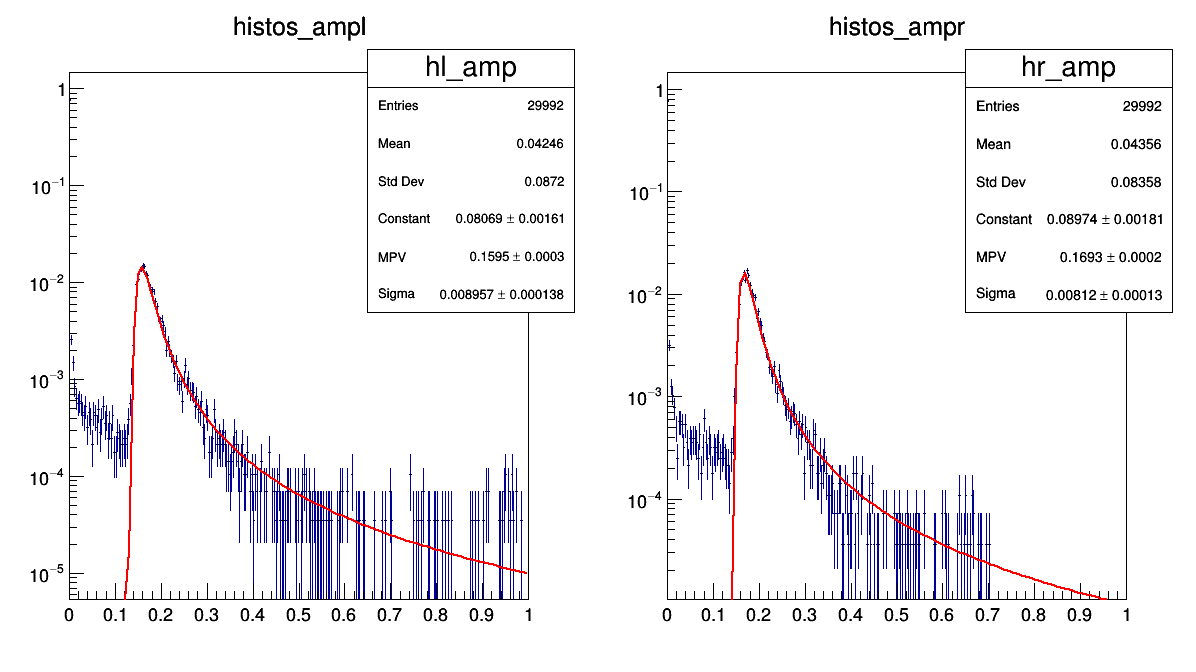 histos_ampl
hl_amp
Entries 29992
Mean 0.04246
Std Dev 0.0872
Constant 0.08069 ± 0.00161
MPV 0.1595 ± 0.0003
Sigma 0.008957 ± 0.000138
1
10⁻¹
10⁻²
10⁻³
10⁻⁴
10⁻⁵
0 0.1 0.2 0.3 0.4 0.5 0.6 0.7 0.8 0.9 1
histos_ampr
hr_amp
Entries 29992
Mean 0.04356
Std Dev 0.08358
Constant 0.08974 ± 0.00181
MPV 0.1693 ± 0.0002
Sigma 0.00812 ± 0.00013
1
10⁻¹
10⁻²
10⁻³
10⁻⁴
0 0.1 0.2 0.3 0.4 0.5 0.6 0.7 0.8 0.9 1